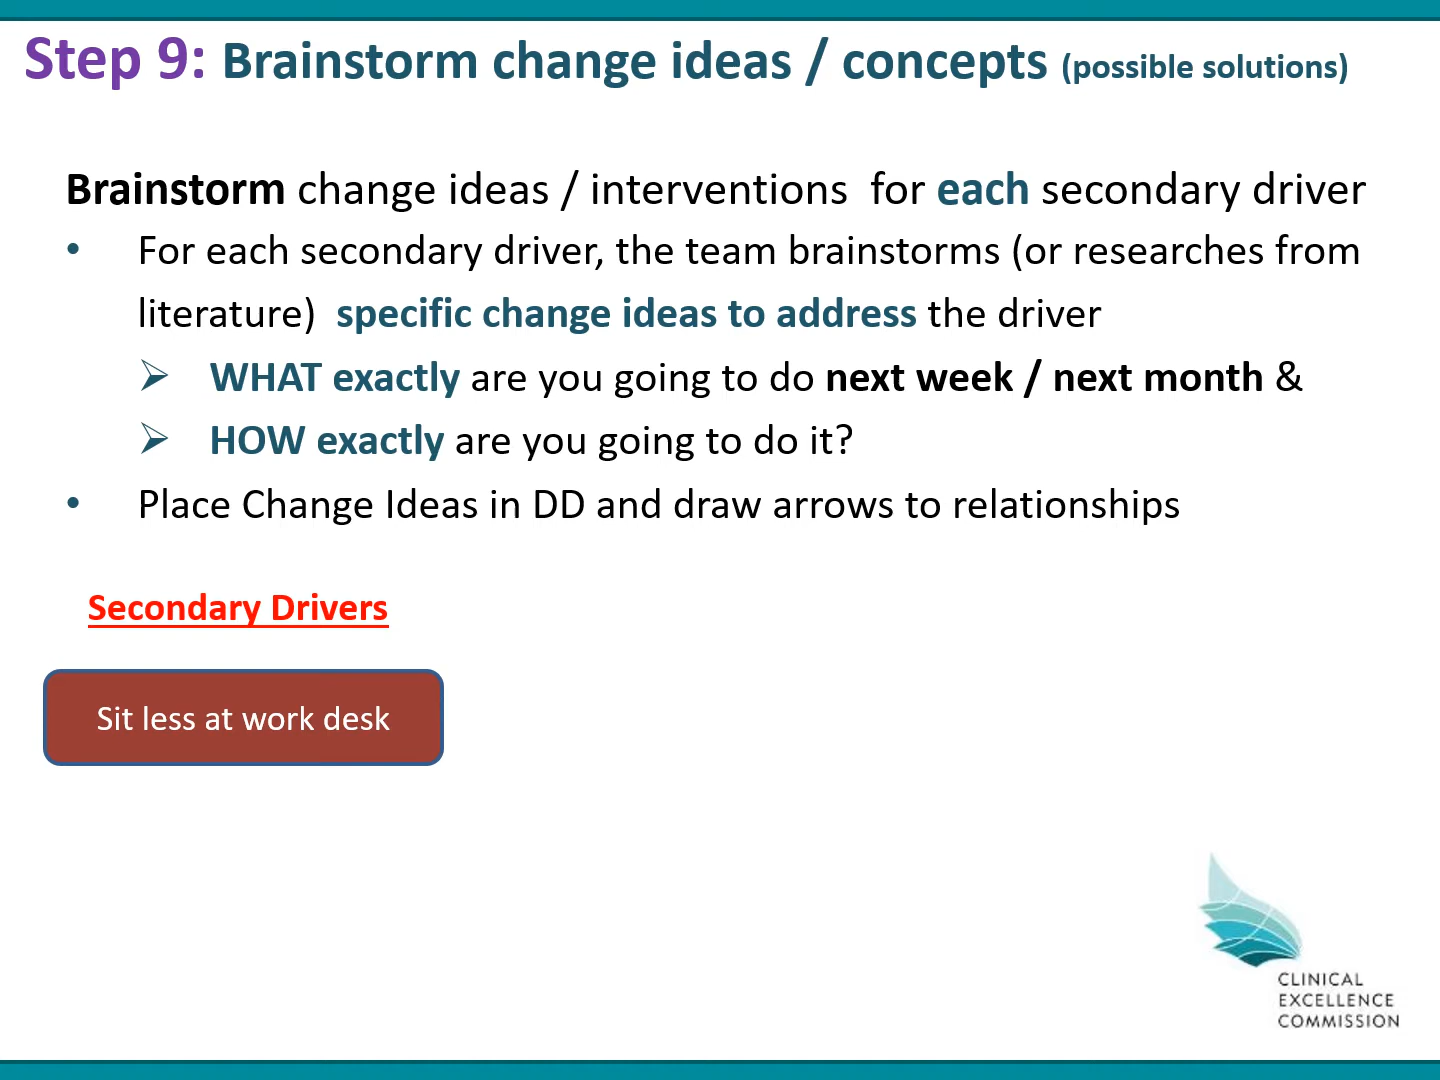 Step 9: Brainstorm change ideas / concepts (possible solutions)
Brainstorm change ideas / interventions for each secondary driver
• For each secondary driver, the team brainstorms (or researches from
literature) specific change ideas to address the driver
➢ WHAT exactly are you going to do next week / next month &
➢ HOW exactly are you going to do it?
• Place Change Ideas in DD and draw arrows to relationships
Secondary Drivers
Sit less at work desk
CLINICAL
EXCELLENCE
COMMISSION